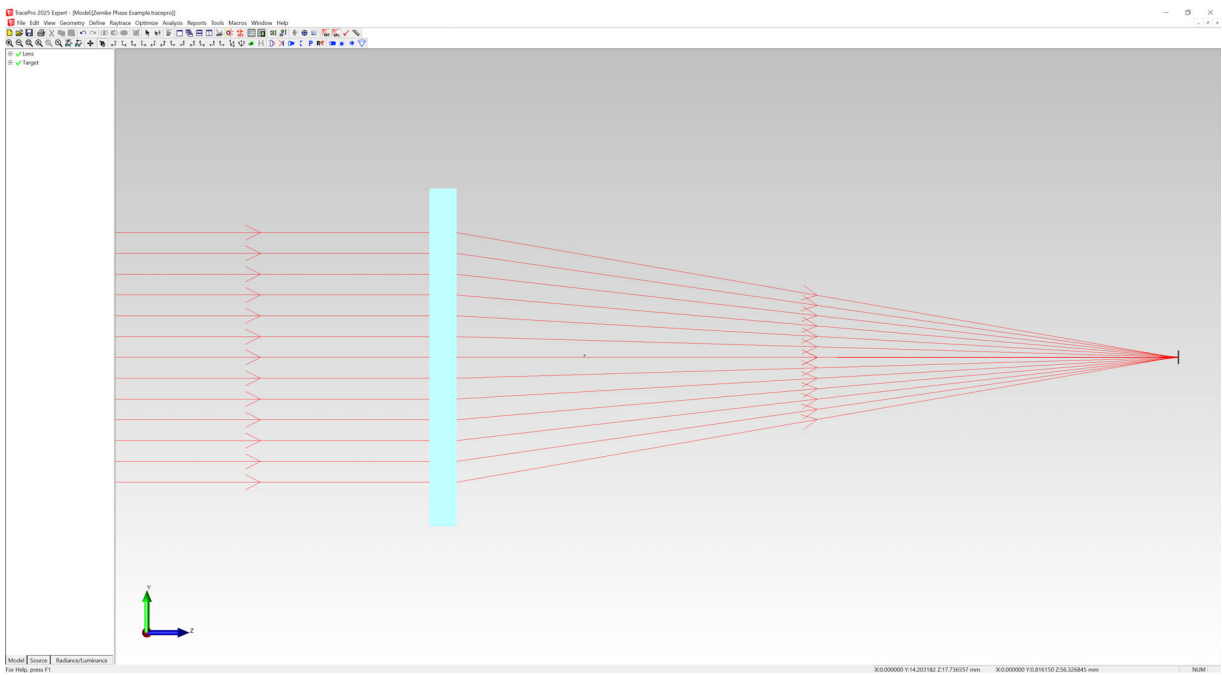 TracePro 2025 Expert - [Model:[Zernike Phase Example.tracepro]]
File Edit View Geometry Define Raytrace Optimize Analysis Reports Tools Macros Window Help
Lens
Target
Y
Z
Model Source Radiance/Luminance
For Help, press F1 X:0.000000 Y:14.203182 Z:17.736557 mm X:0.000000 Y:0.816150 Z:56.326845 mm NUM